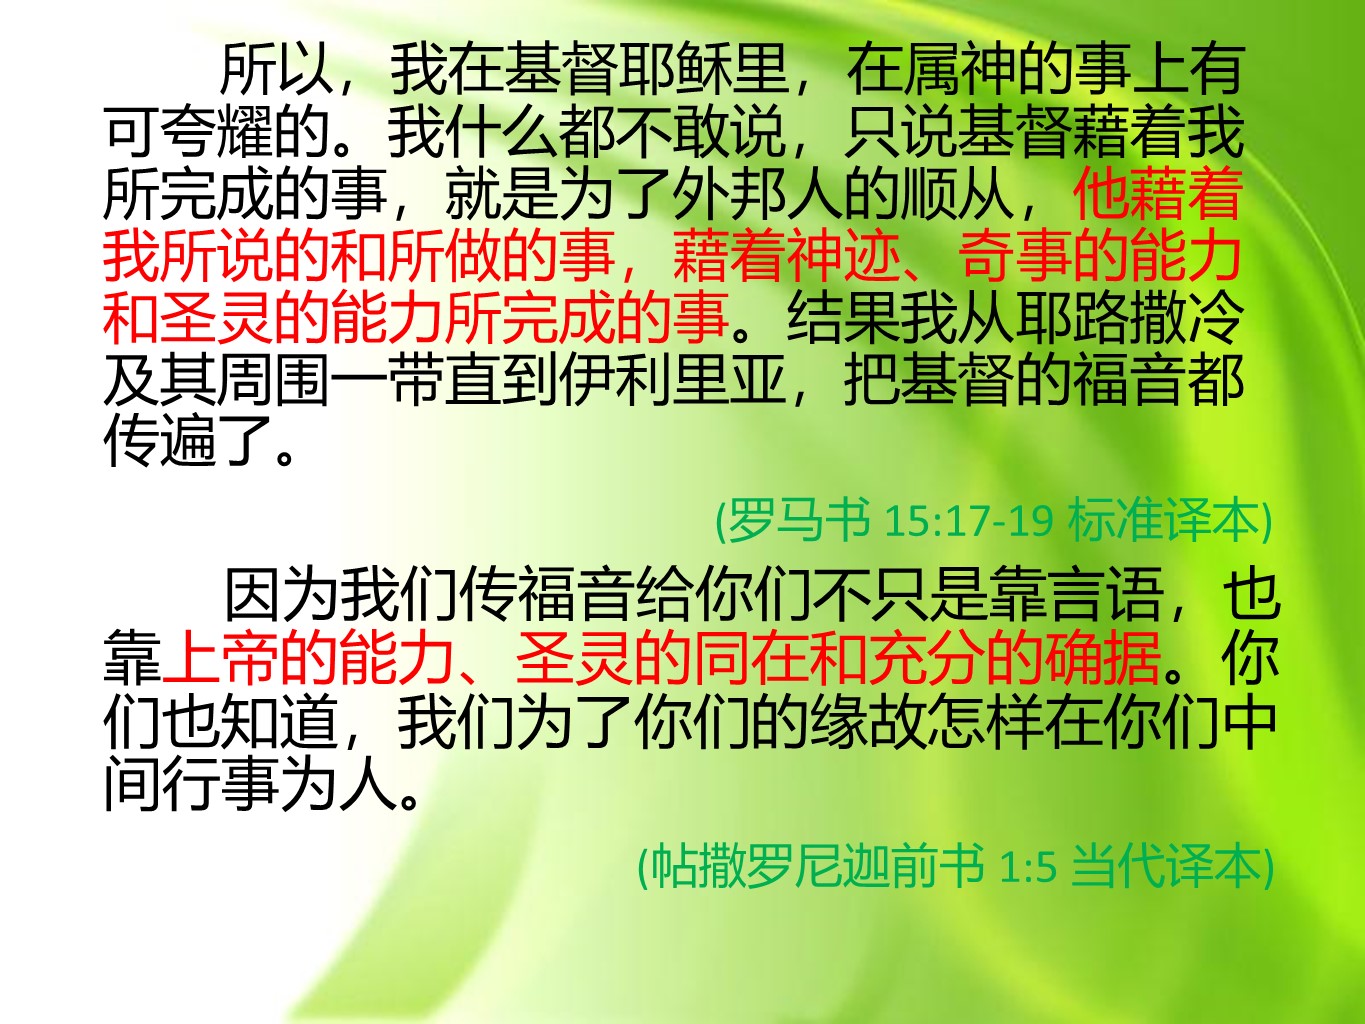 所以，我在基督耶稣里，在属神的事上有
可夸耀的。我什么都不敢说，只说基督藉着我
所完成的事，就是为了外邦人的顺从，他藉着
我所说的和所做的事，藉着神迹、奇事的能力
和圣灵的能力所完成的事。结果我从耶路撒冷
及其周围一带直到伊利里亚，把基督的福音都
传遍了。
(罗马书 15:17-19 标准译本)
因为我们传福音给你们不只是靠言语，也
靠上帝的能力、圣灵的同在和充分的确据。你
们也知道，我们为了你们的缘故怎样在你们中
间行事为人。
(帖撒罗尼迦前书 1:5 当代译本)